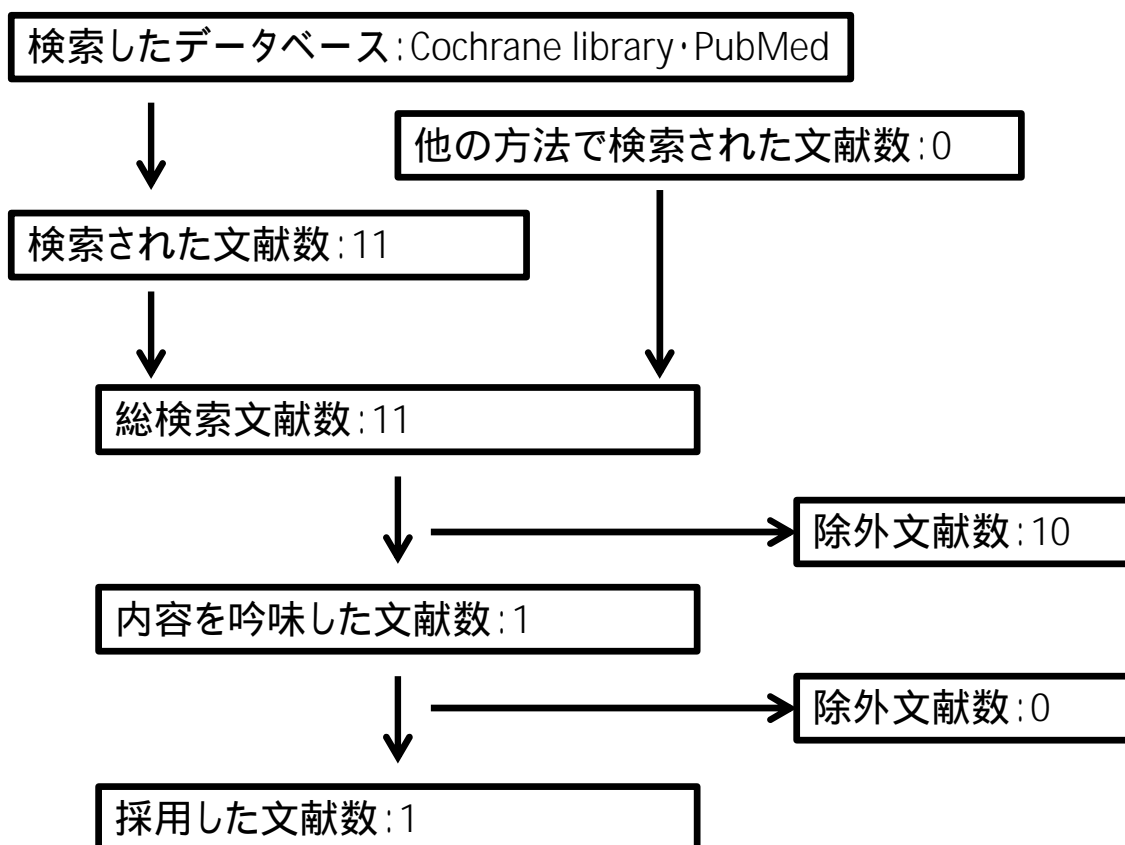 検索したデータベース:Cochrane library・PubMed
他の方法で検索された文献数:0
検索された文献数:11
総検索文献数:11
除外文献数:10
内容を吟味した文献数:1
除外文献数:0
採用した文献数:1